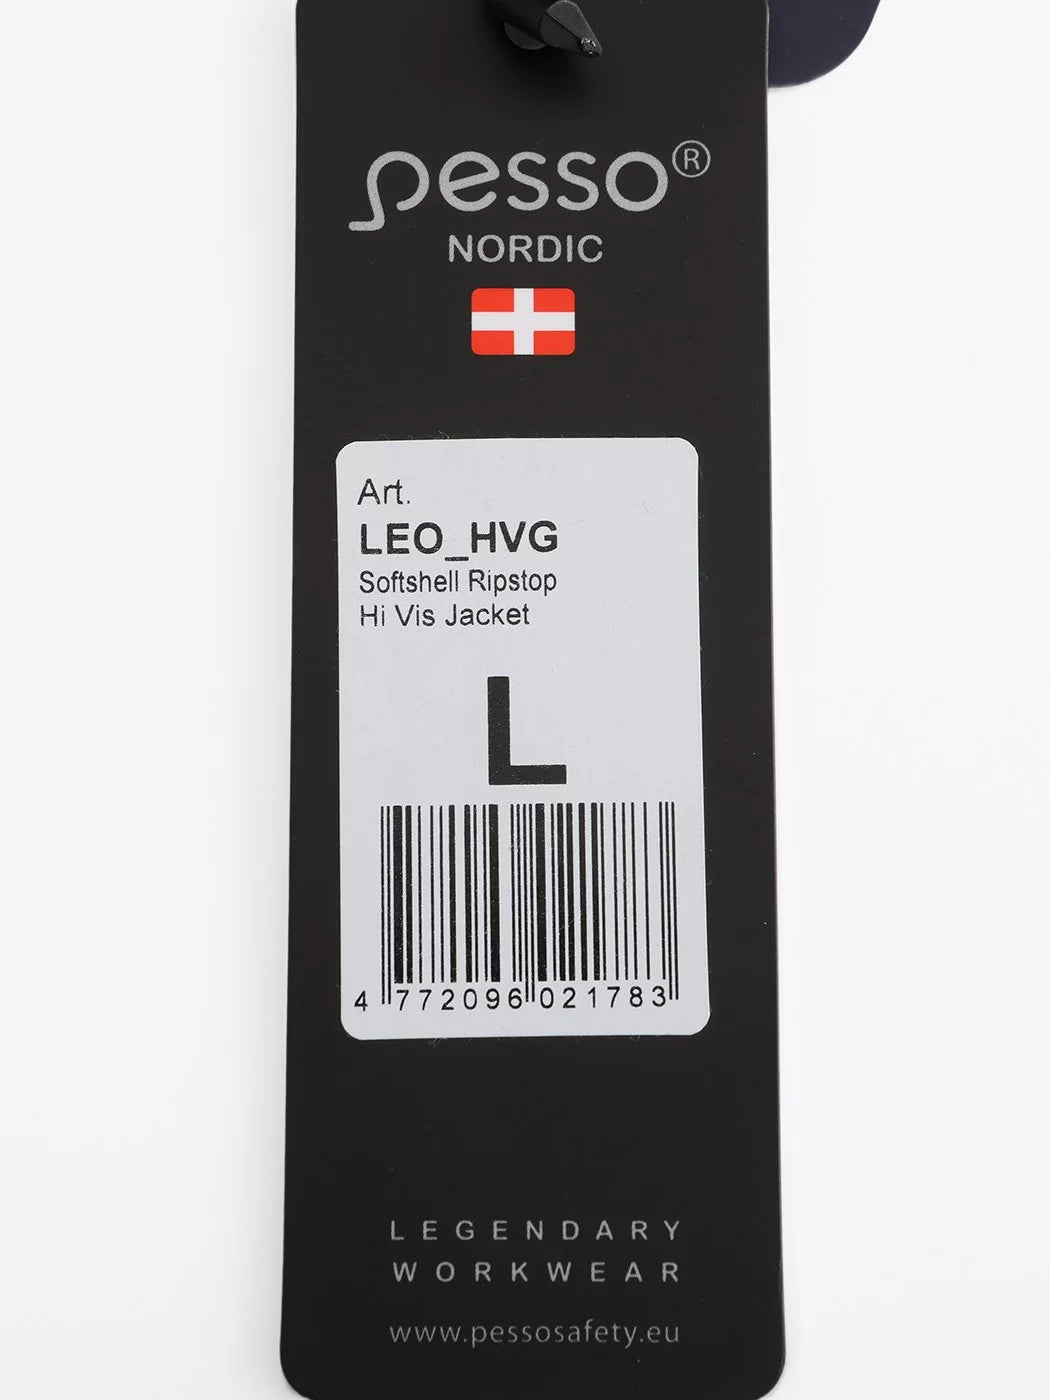 pesso®
NORDIC
Art.
LEO_HVG
Softshell Ripstop
Hi Vis Jacket
L
4 772096 021783
LEGENDARY
WORKWEAR
www.pessosafety.eu